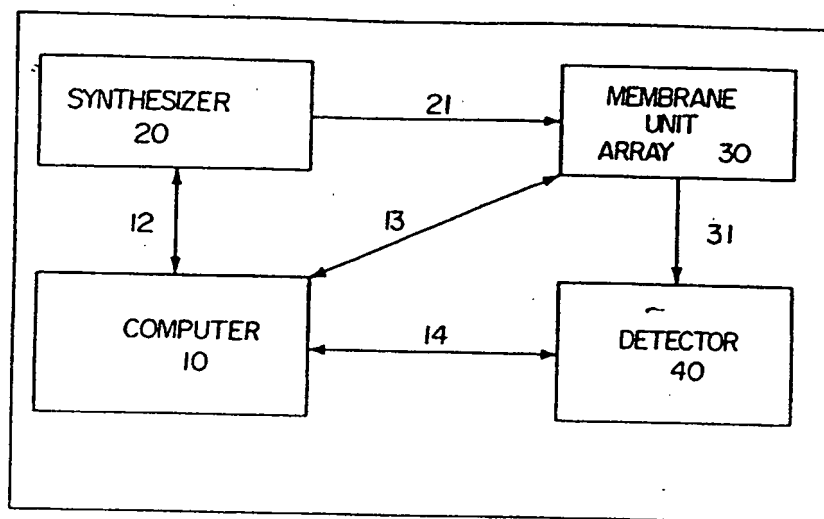 SYNTHESIZER
20
21
MEMBRANE
UNIT
ARRAY 30
12
13
31
COMPUTER
10
14
DETECTOR
40